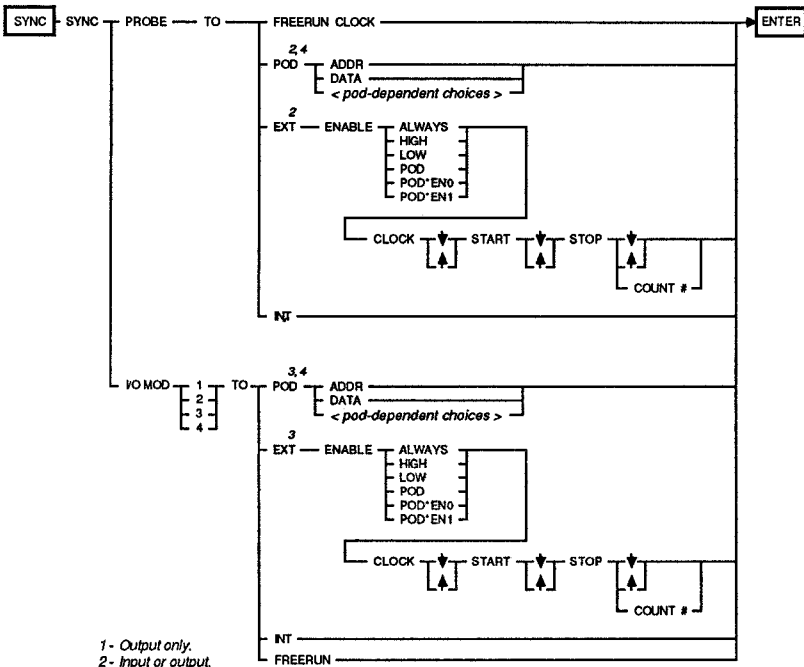 SYNC SYNC PROBE TO FREERUN CLOCK ENTER
2,4
POD ADDR
DATA
< pod-dependent choices >
2
EXT ENABLE ALWAYS
HIGH
LOW
POD
POD*EN0
POD*EN1
CLOCK START STOP
COUNT #
INT
3,4
I/O MOD 1 TO POD ADDR
2 DATA
3 < pod-dependent choices >
4
3
EXT ENABLE ALWAYS
HIGH
LOW
POD
POD*EN0
POD*EN1
CLOCK START STOP
COUNT #
INT
1 - Output only.
2 - Input or output.
FREERUN